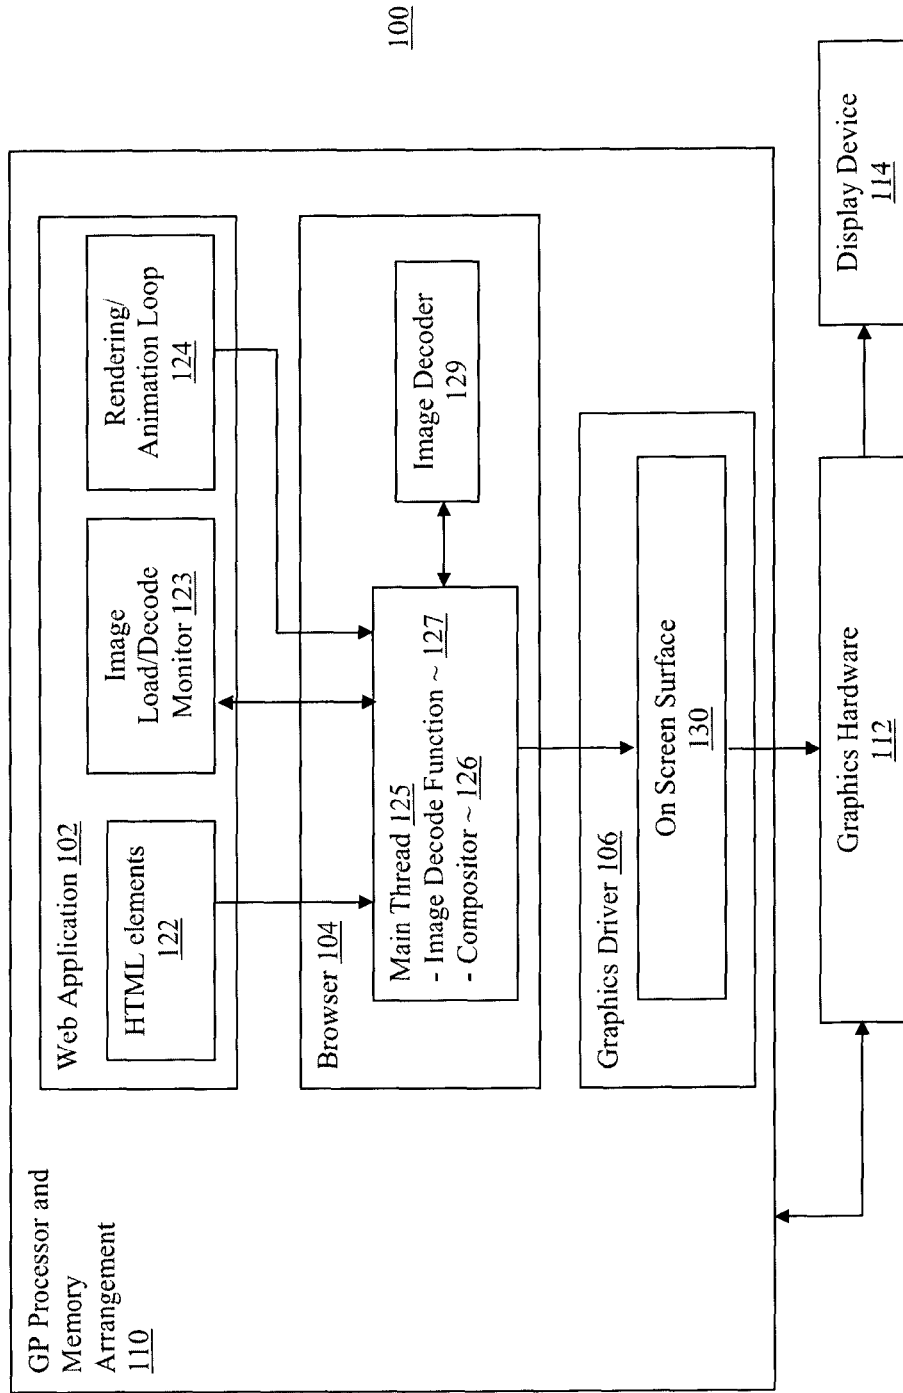 100
GP Processor and
Memory
Arrangement
110
Web Application 102
HTML elements
122
Image
Load/Decode
Monitor 123
Rendering/
Animation Loop
124
Browser 104
Main Thread 125
- Image Decode Function ~ 127
- Compositor ~ 126
Image Decoder
129
Graphics Driver 106
On Screen Surface
130
Graphics Hardware
112
Display Device
114